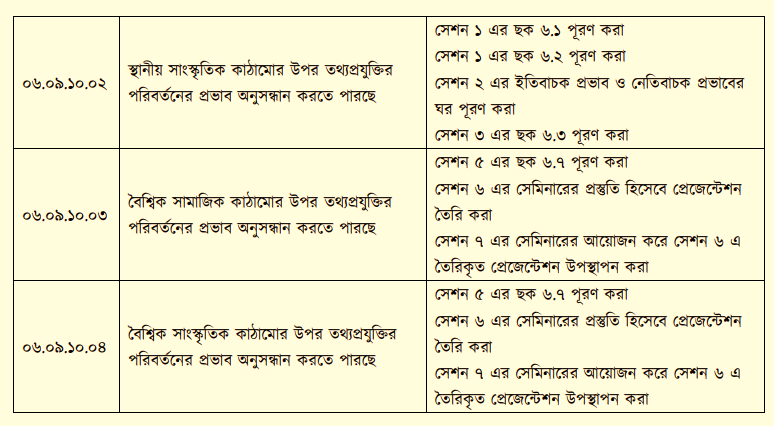 ০৬.০৯.১০.০২
স্থানীয় সাংস্কৃতিক কাঠামোর উপর তথ্যপ্রযুক্তির
পরিবর্তনের প্রভাব অনুসন্ধান করতে পারছে
সেশন ১ এর ছক ৬.১ পূরণ করা
সেশন ১ এর ছক ৬.২ পূরণ করা
সেশন ২ এর ইতিবাচক প্রভাব ও নেতিবাচক প্রভাবের
ঘর পূরণ করা
সেশন ৩ এর ছক ৬.৩ পূরণ করা
০৬.০৯.১০.০৩
বৈশ্বিক সামাজিক কাঠামোর উপর তথ্যপ্রযুক্তির
পরিবর্তনের প্রভাব অনুসন্ধান করতে পারছে
সেশন ৫ এর ছক ৬.৭ পূরণ করা
সেশন ৬ এর সেমিনারের প্রস্তুতি হিসেবে প্রেজেন্টেশন
তৈরি করা
সেশন ৭ এর সেমিনারের আয়োজন করে সেশন ৬ এ
তৈরিকৃত প্রেজেন্টেশন উপস্থাপন করা
০৬.০৯.১০.০৪
বৈশ্বিক সাংস্কৃতিক কাঠামোর উপর তথ্যপ্রযুক্তির
পরিবর্তনের প্রভাব অনুসন্ধান করতে পারছে
সেশন ৫ এর ছক ৬.৭ পূরণ করা
সেশন ৬ এর সেমিনারের প্রস্তুতি হিসেবে প্রেজেন্টেশন
তৈরি করা
সেশন ৭ এর সেমিনারের আয়োজন করে সেশন ৬ এ
তৈরিকৃত প্রেজেন্টেশন উপস্থাপন করা